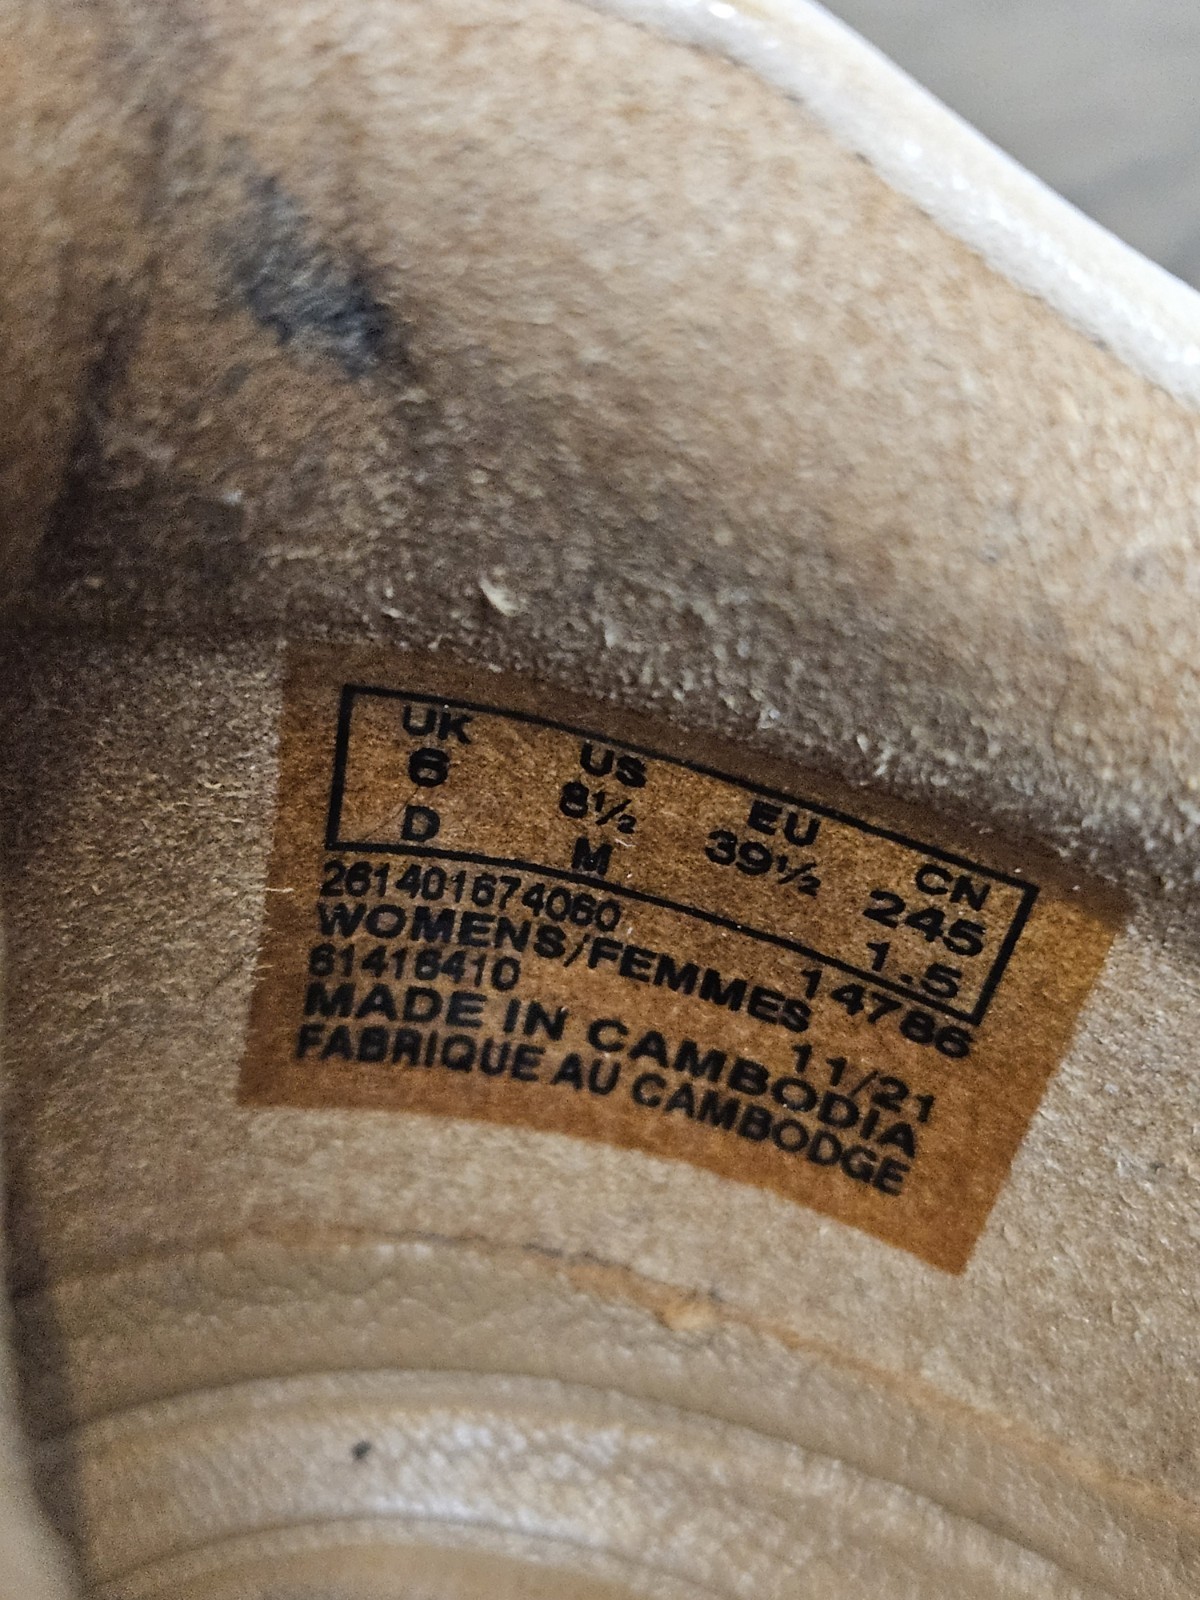 UK US EU CN
6 8½ 39½ 245
D M 1.5
261401674060 14786
WOMENS/FEMMES
61416410 11/21
MADE IN CAMBODIA
FABRIQUE AU CAMBODGE